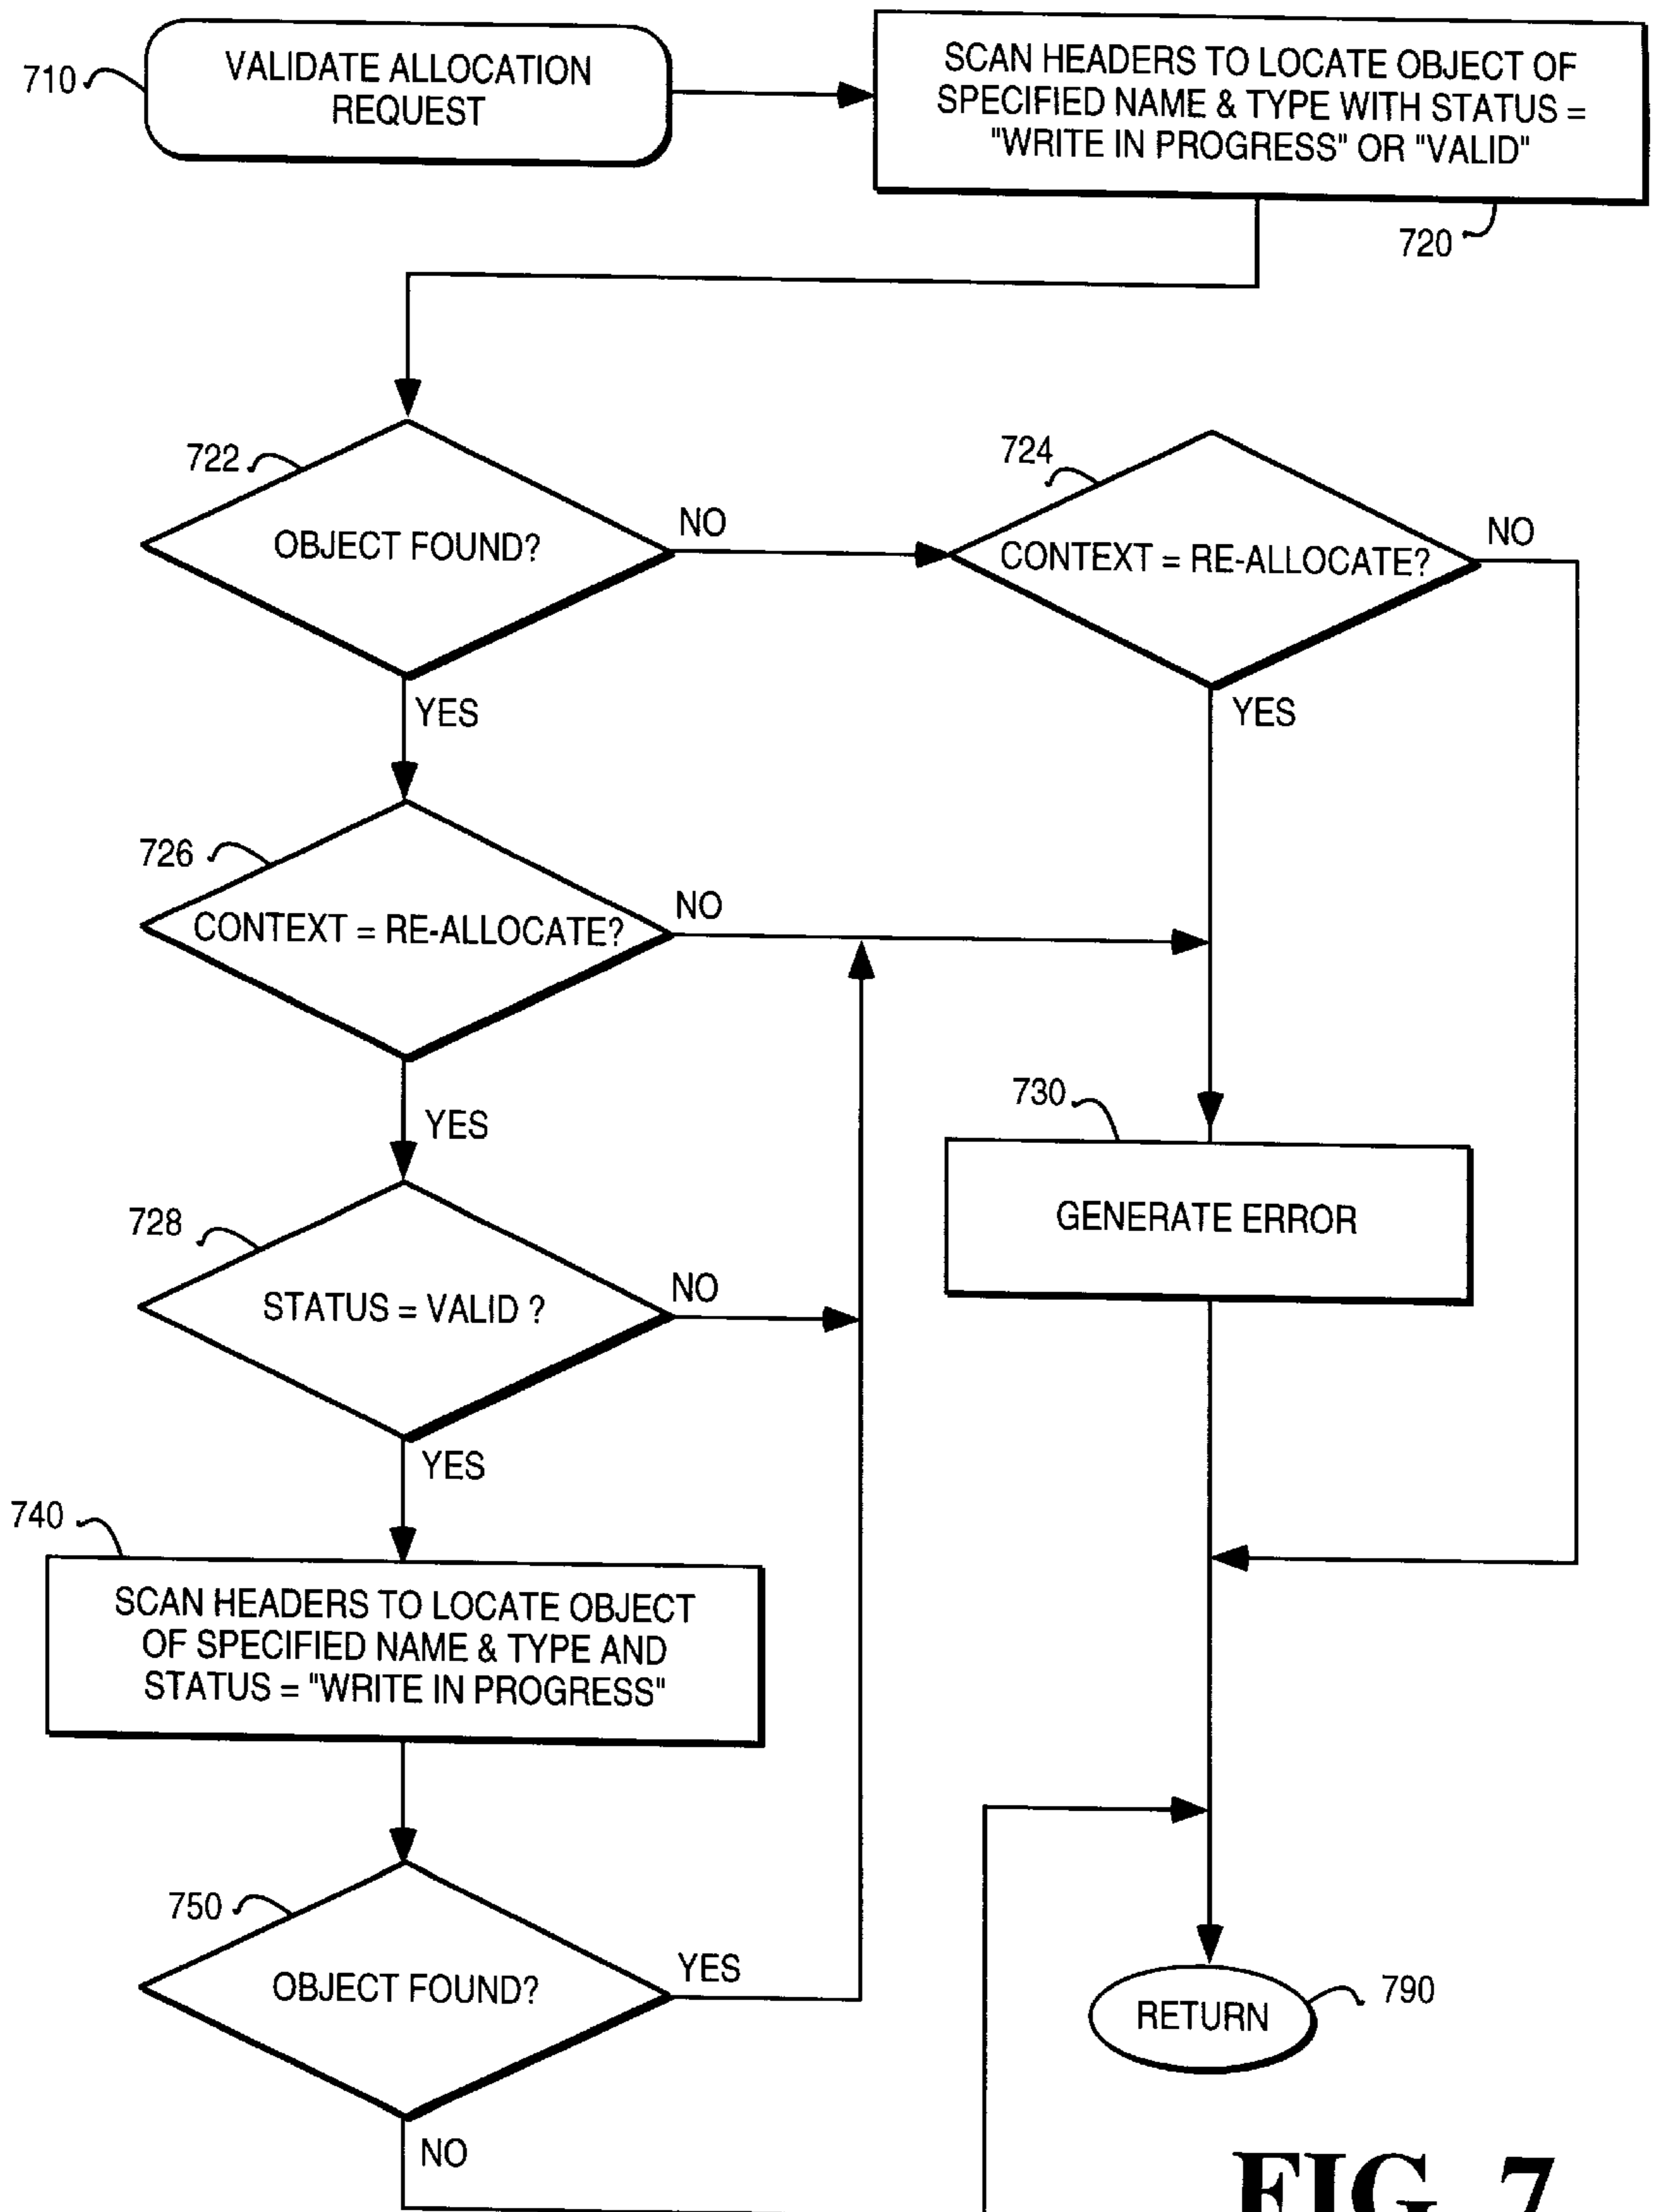 710
VALIDATE ALLOCATION
REQUEST
SCAN HEADERS TO LOCATE OBJECT OF
SPECIFIED NAME & TYPE WITH STATUS =
"WRITE IN PROGRESS" OR "VALID"
720
722
OBJECT FOUND?
NO
YES
724
CONTEXT = RE-ALLOCATE?
NO
YES
726
CONTEXT = RE-ALLOCATE?
NO
YES
730
GENERATE ERROR
728
STATUS = VALID ?
NO
YES
740
SCAN HEADERS TO LOCATE OBJECT
OF SPECIFIED NAME & TYPE AND
STATUS = "WRITE IN PROGRESS"
750
OBJECT FOUND?
YES
NO
RETURN
790
FIG. 7